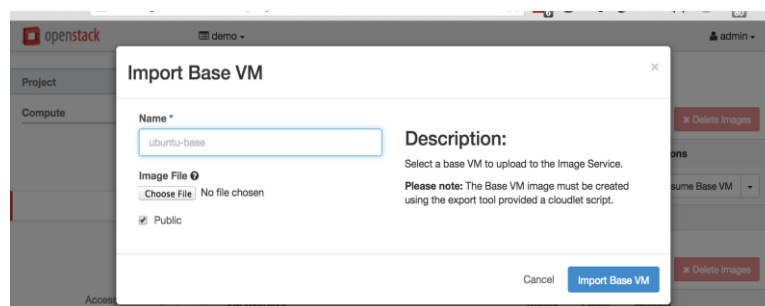 openstack
demo
admin
Import Base VM
×
Project
Compute
Name *
ubuntu-base
Description:
Select a base VM to upload to the Image Service.
Image File
Choose File No file chosen
Please note: The Base VM image must be created
using the export tool provided a cloudlet script.
Public
Delete Images
ons
sume Base VM
Cancel
Import Base VM
Delete Images
Access